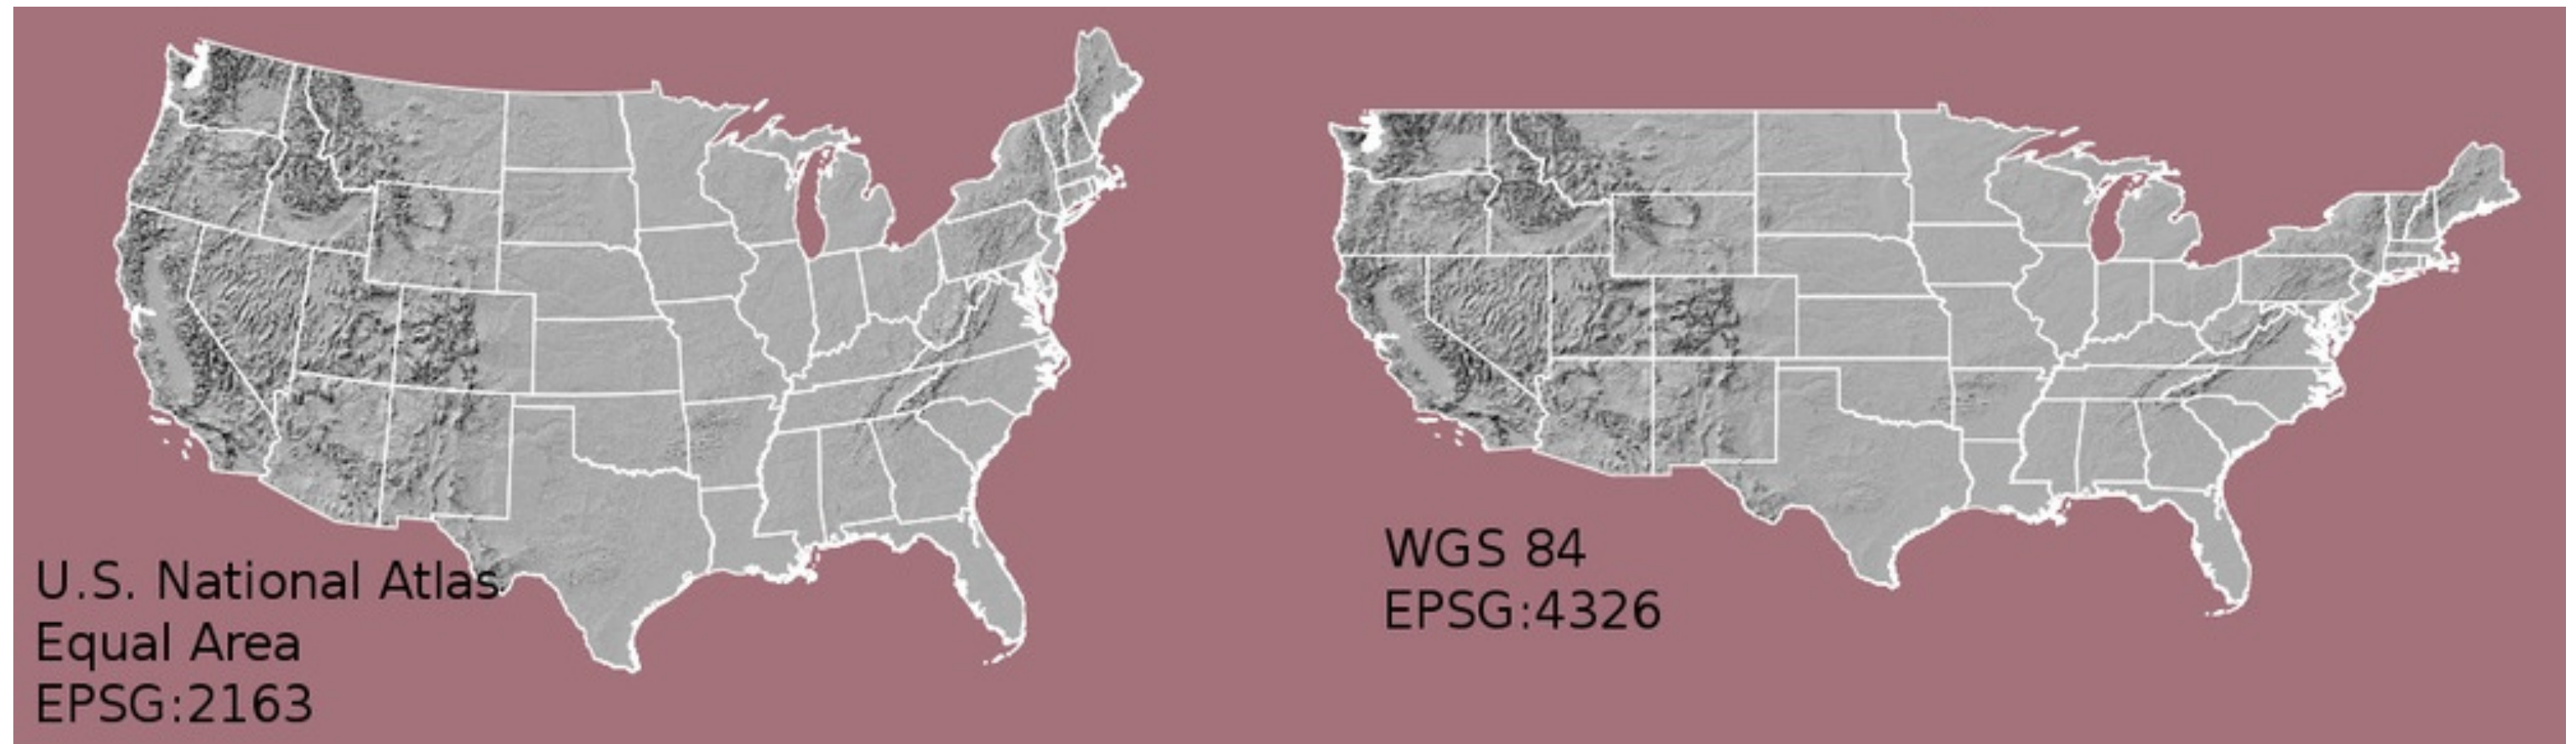 U.S. National Atlas
Equal Area
EPSG:2163
WGS 84
EPSG:4326